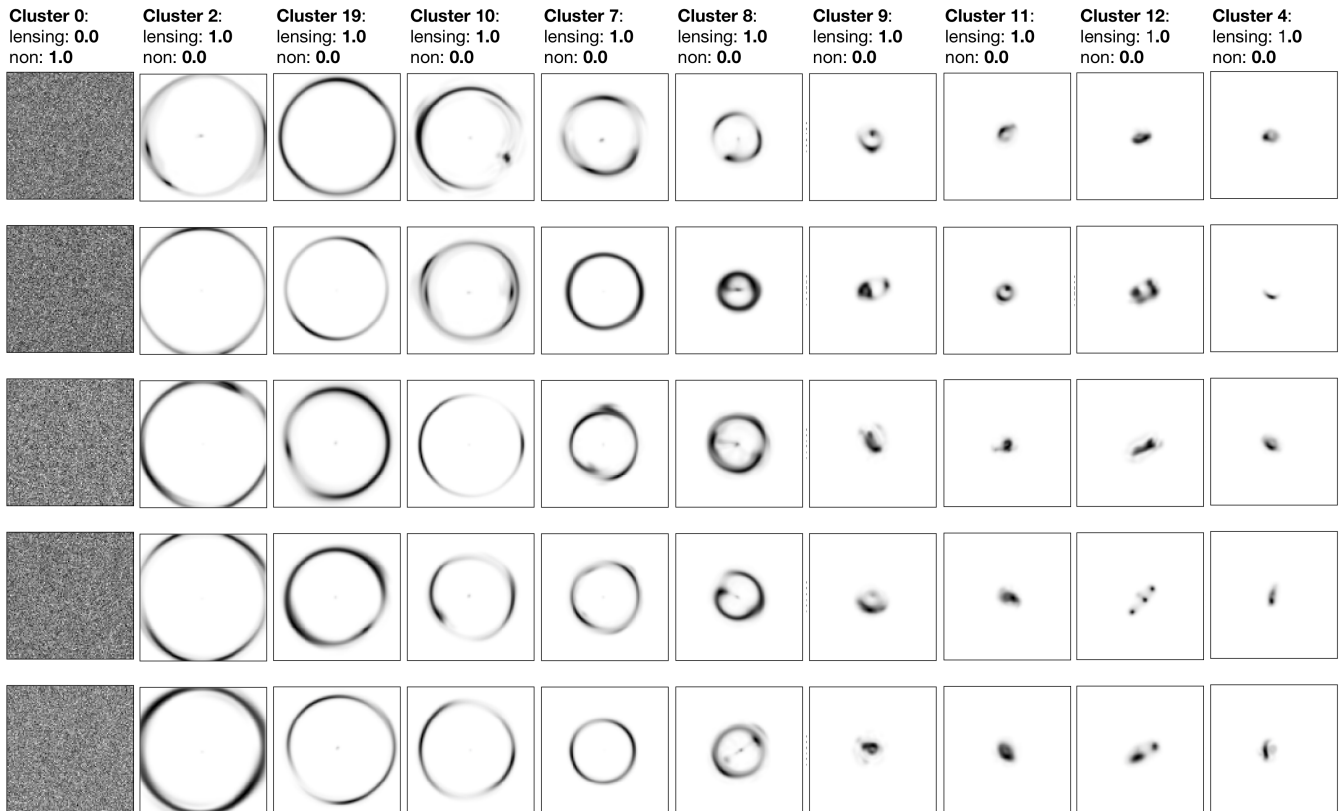 Cluster 0:
lensing: 0.0
non: 1.0
Cluster 2:
lensing: 1.0
non: 0.0
Cluster 19:
lensing: 1.0
non: 0.0
Cluster 10:
lensing: 1.0
non: 0.0
Cluster 7:
lensing: 1.0
non: 0.0
Cluster 8:
lensing: 1.0
non: 0.0
Cluster 9:
lensing: 1.0
non: 0.0
Cluster 11:
lensing: 1.0
non: 0.0
Cluster 12:
lensing: 1.0
non: 0.0
Cluster 4:
lensing: 1.0
non: 0.0